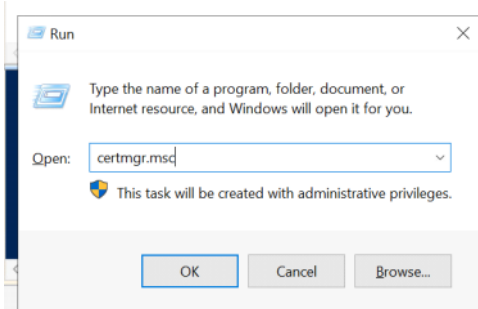 Run
Type the name of a program, folder, document, or
Internet resource, and Windows will open it for you.
Open: certmgr.msc
This task will be created with administrative privileges.
OK Cancel Browse...